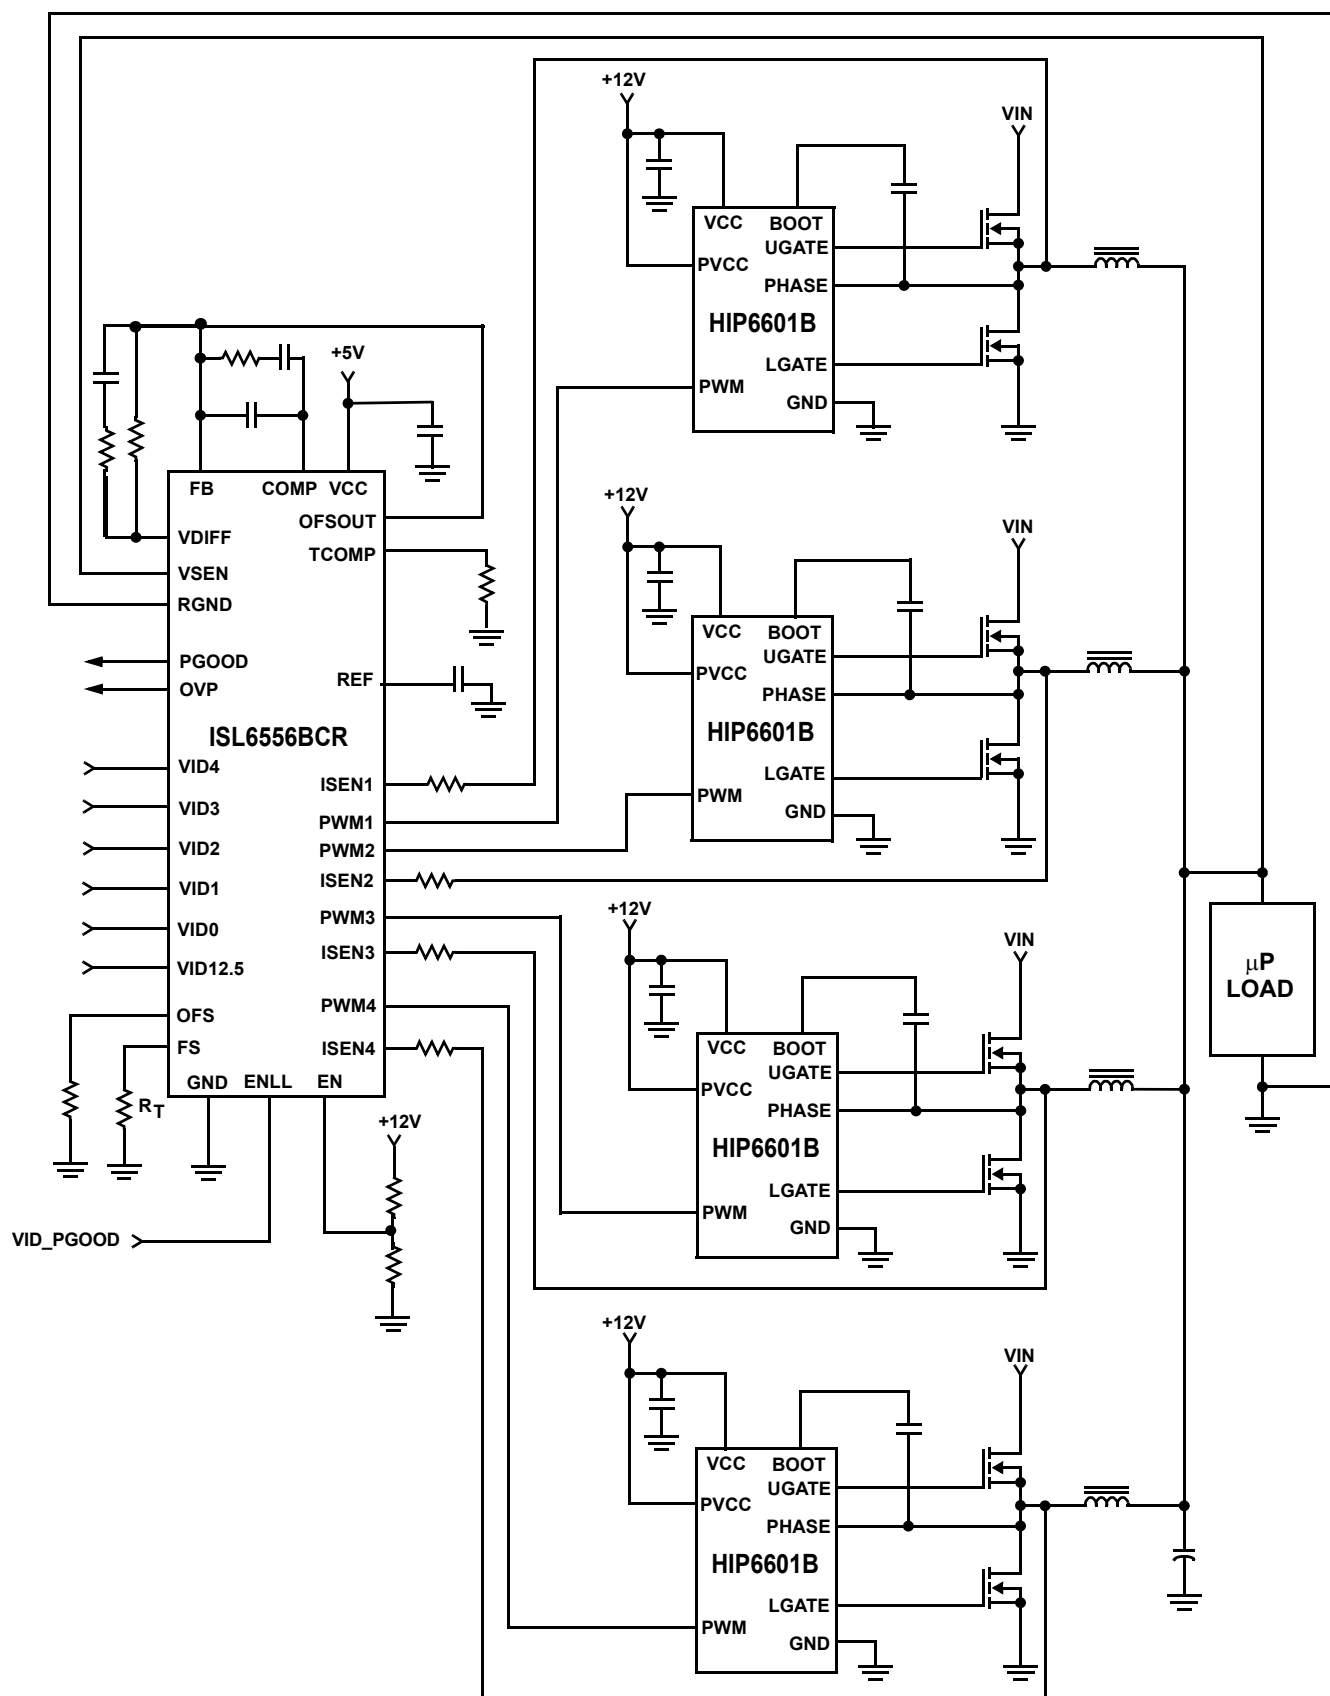 +12V
VIN
VCC
BOOT
UGATE
PVCC
PHASE
HIP6601B
LGATE
PWM
GND
+5V
FB
COMP
VCC
OFSOUT
VDIFF
TCOMP
VSEN
RGND
PGOOD
REF
OVP
ISL6556BCR
VID4
ISEN1
VID3
PWM1
VID2
PWM2
VID1
ISEN2
VID0
PWM3
VID12.5
ISEN3
OFS
PWM4
FS
ISEN4
GND
ENLL
EN
RT
+12V
VID_PGOOD
+12V
VIN
VCC
BOOT
UGATE
PVCC
PHASE
HIP6601B
LGATE
PWM
GND
+12V
VIN
VCC
BOOT
UGATE
PVCC
PHASE
HIP6601B
LGATE
PWM
GND
µP
LOAD
+12V
VIN
VCC
BOOT
UGATE
PVCC
PHASE
HIP6601B
LGATE
PWM
GND